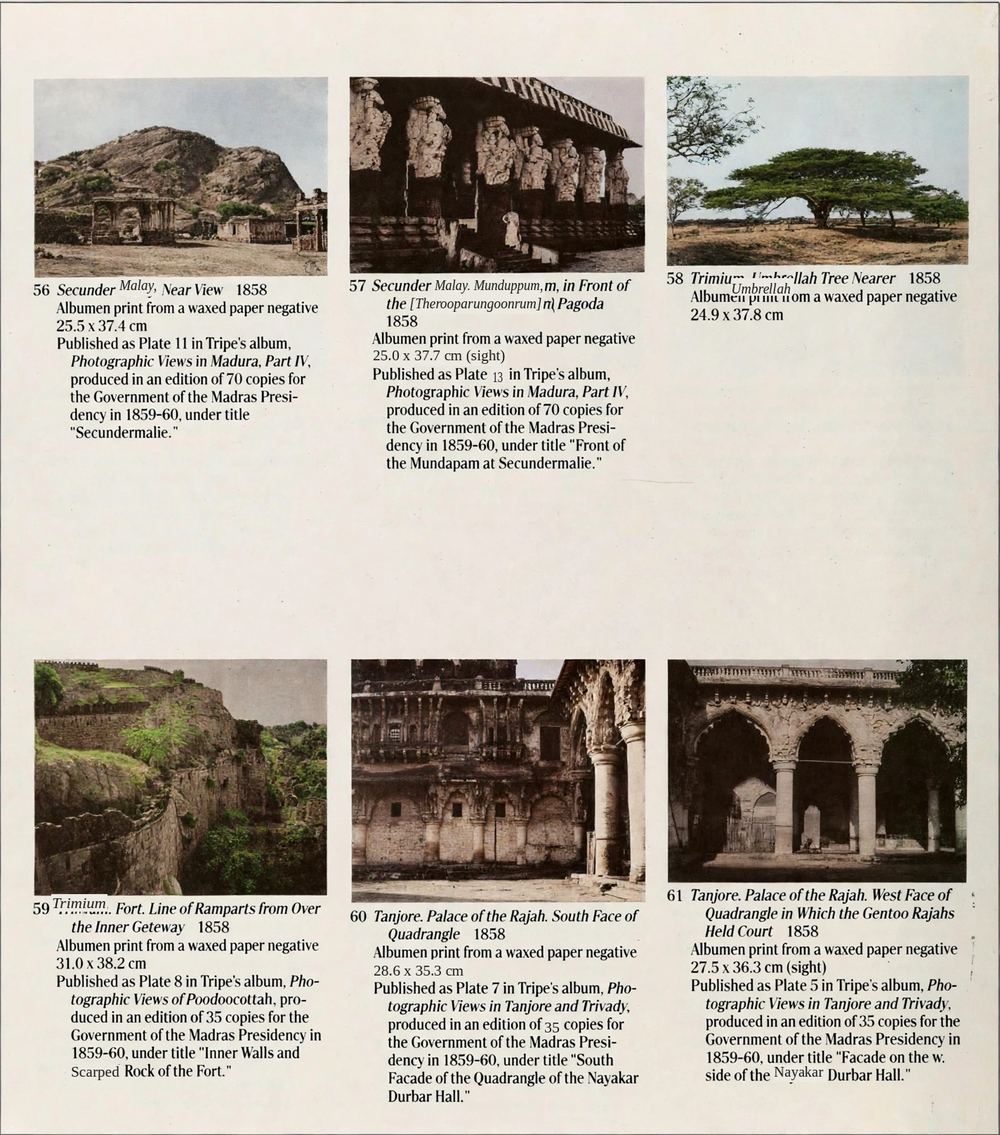 56 Secunder Malay, Near View 1858
Albumen print from a waxed paper negative
25.5 x 37.4 cm
Published as Plate 11 in Tripe's album,
Photographic Views in Madura, Part IV,
produced in an edition of 70 copies for
the Government of the Madras Presi-
dency in 1859-60, under title
"Secundermalie."
57 Secunder Malay. Munduppum, m, in Front of
the [Therooparungoonrum] n Pagoda
1858
Albumen print from a waxed paper negative
25.0 x 37.7 cm (sight)
Published as Plate 13 in Tripe's album,
Photographic Views in Madura, Part IV,
produced in an edition of 70 copies for
the Government of the Madras Presi-
dency in 1859-60, under title "Front of
the Mundapam at Secundermalie."
58 Trimium Umbrellah Tree Nearer 1858
Umbrellah
Albumen print from a waxed paper negative
24.9 x 37.8 cm
59 Trimium. Fort. Line of Ramparts from Over
the Inner Geteway 1858
Albumen print from a waxed paper negative
31.0 x 38.2 cm
Published as Plate 8 in Tripe's album, Pho-
tographic Views of Poodoocottah, pro-
duced in an edition of 35 copies for the
Government of the Madras Presidency in
1859-60, under title "Inner Walls and
Scarped Rock of the Fort."
60 Tanjore. Palace of the Rajah. South Face of
Quadrangle 1858
Albumen print from a waxed paper negative
28.6 x 35.3 cm
Published as Plate 7 in Tripe's album, Pho-
tographic Views in Tanjore and Trivady,
produced in an edition of 35 copies for
the Government of the Madras Presi-
dency in 1859-60, under title "South
Facade of the Quadrangle of the Nayakar
Durbar Hall."
61 Tanjore. Palace of the Rajah. West Face of
Quadrangle in Which the Gentoo Rajahs
Held Court 1858
Albumen print from a waxed paper negative
27.5 x 36.3 cm (sight)
Published as Plate 5 in Tripe's album, Pho-
tographic Views in Tanjore and Trivady,
produced in an edition of 35 copies for the
Government of the Madras Presidency in
1859-60, under title "Facade on the w.
side of the Nayakar Durbar Hall."